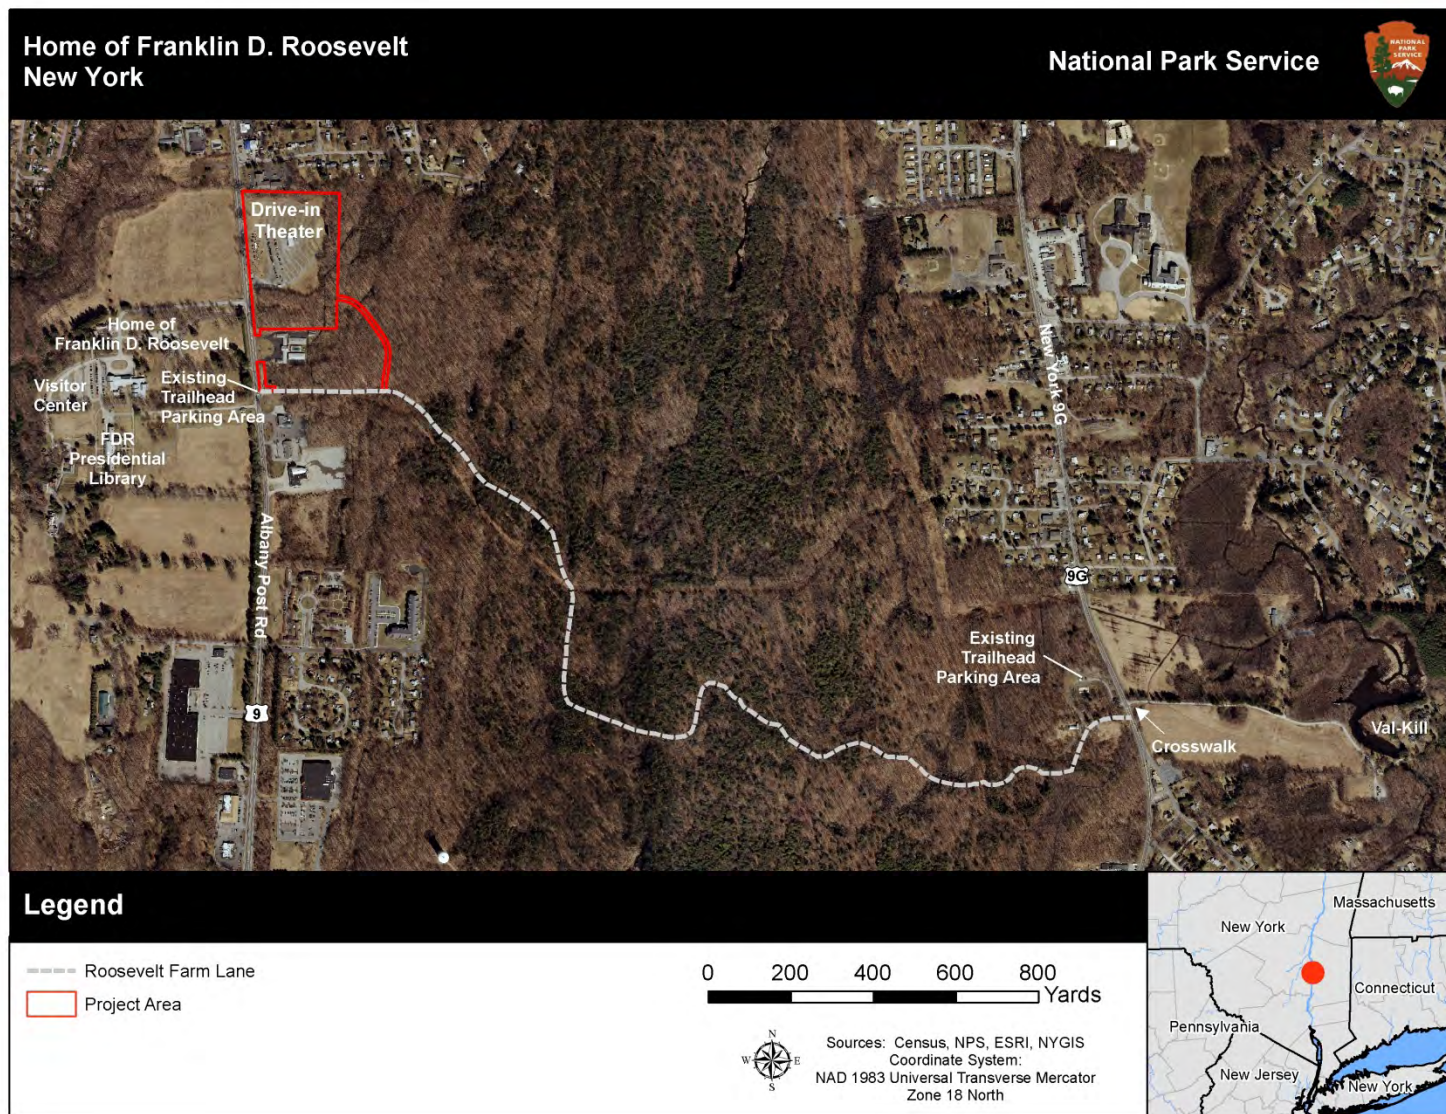 Home of Franklin D. Roosevelt
New York
National Park Service
NATIONAL
PARK
SERVICE
Drive-in
Theater
Home of
Franklin D. Roosevelt
Visitor
Center
Existing
Trailhead
Parking Area
FDR
Presidential
Library
Albany Post Rd
9
New York 9G
9G
Existing
Trailhead
Parking Area
Crosswalk
Val-Kill
Legend
Roosevelt Farm Lane
Project Area
0 200 400 600 800
Yards
N
W E
S
Sources: Census, NPS, ESRI, NYGIS
Coordinate System:
NAD 1983 Universal Transverse Mercator
Zone 18 North
Massachusetts
New York
Connecticut
Pennsylvania
New Jersey
New York